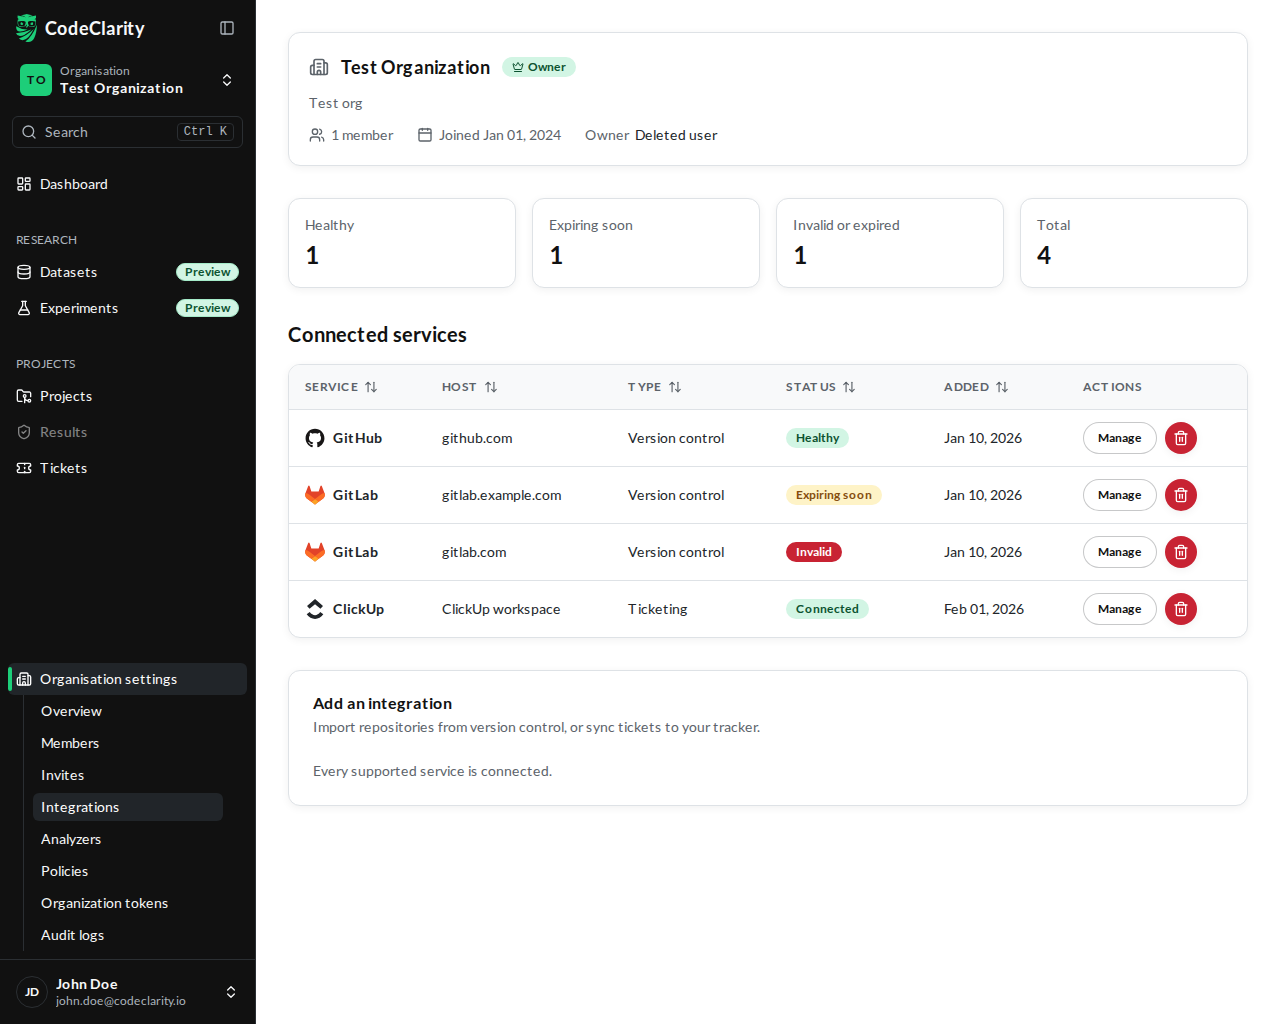 CodeClarity
TO
Organisation
Test Organization
Search
Ctrl K
Dashboard
RESEARCH
Datasets
Preview
Experiments
Preview
PROJECTS
Projects
Results
Tickets
Organisation settings
Overview
Members
Invites
Integrations
Analyzers
Policies
Organization tokens
Audit logs
JD
John Doe
john.doe@codeclarity.io
Test Organization
Owner
Test org
1 member
Joined Jan 01, 2024
Owner Deleted user
Healthy
1
Expiring soon
1
Invalid or expired
1
Total
4
Connected services
SERVICE HOST TYPE STATUS ADDED ACTIONS
GitHub github.com Version control Healthy Jan 10, 2026 Manage
GitLab gitlab.example.com Version control Expiring soon Jan 10, 2026 Manage
GitLab gitlab.com Version control Invalid Jan 10, 2026 Manage
ClickUp ClickUp workspace Ticketing Connected Feb 01, 2026 Manage
Add an integration
Import repositories from version control, or sync tickets to your tracker.
Every supported service is connected.